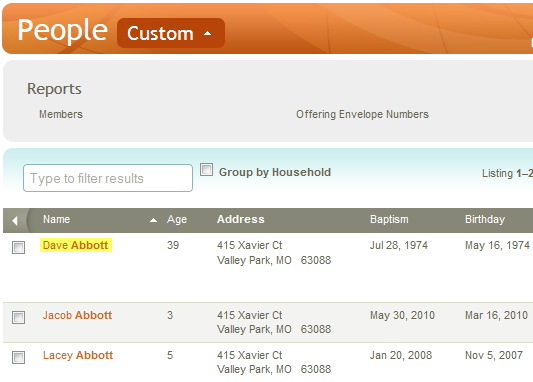 People Custom
Reports
Members Offering Envelope Numbers
Type to filter results Group by Household Listing 1–2
Name Age Address Baptism Birthday
Dave Abbott 39 415 Xavier Ct Jul 28, 1974 May 16, 1974
Valley Park, MO 63088
Jacob Abbott 3 415 Xavier Ct May 30, 2010 Mar 16, 2010
Valley Park, MO 63088
Lacey Abbott 5 415 Xavier Ct Jan 20, 2008 Nov 5, 2007
Valley Park, MO 63088